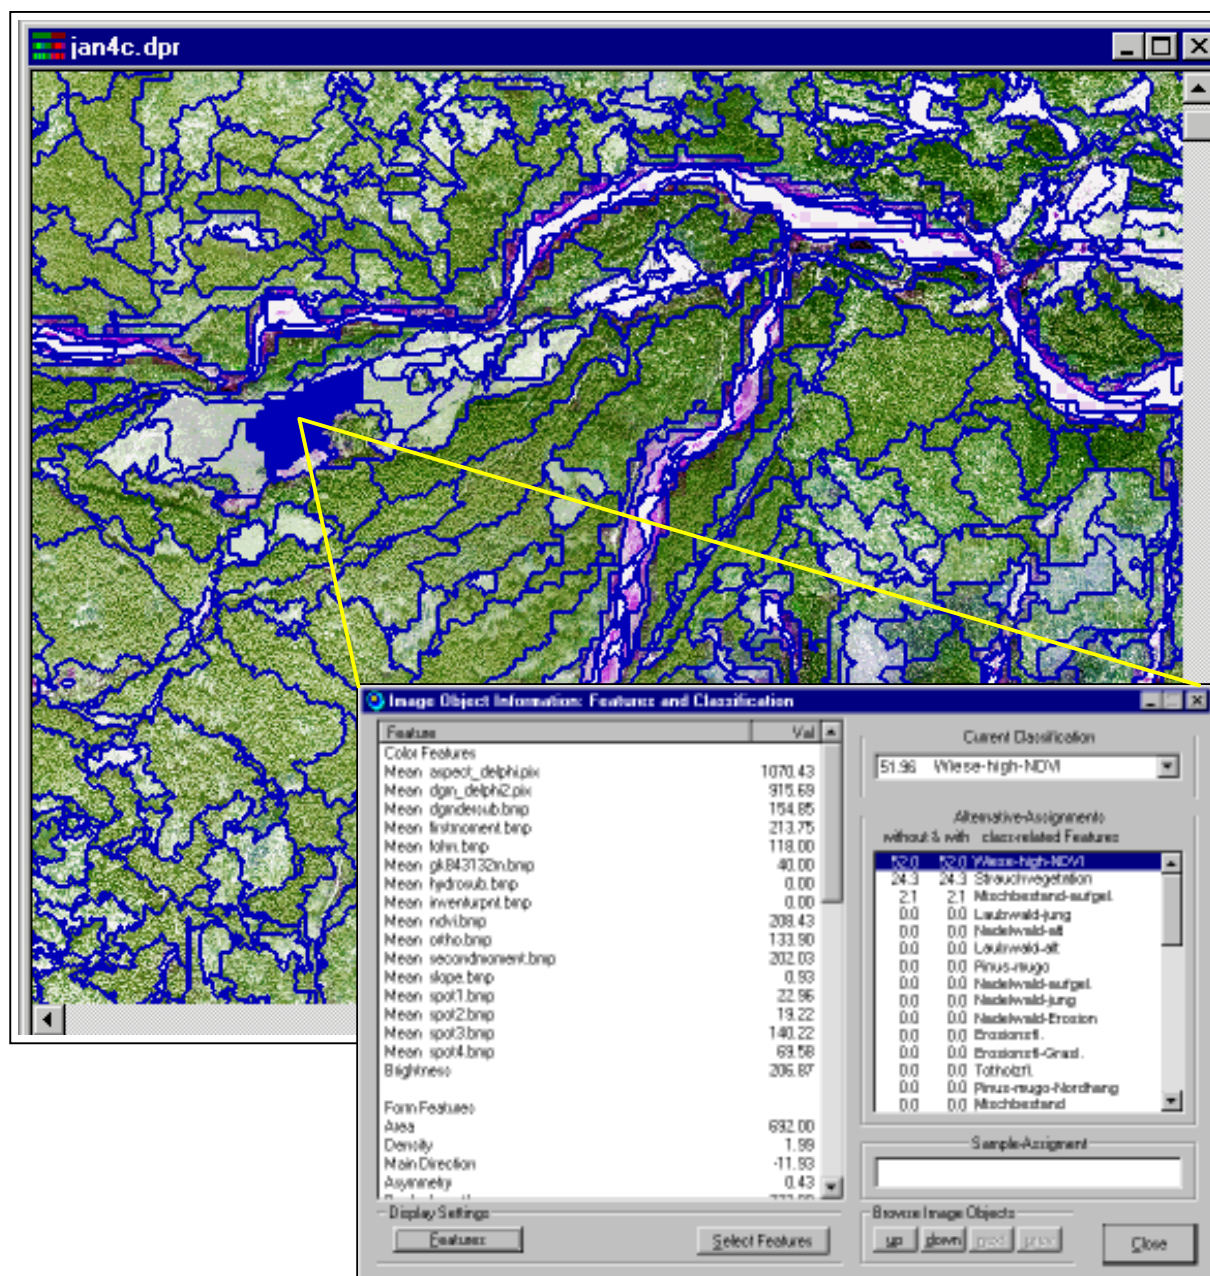 jan4c.dpr
Image Object Information: Features and Classification
Feature Val
Color Features
Mean aspect_delphi.pix 1070.43
Mean dgm_delphi2.pix 915.69
Mean dgmdersub.bmp 154.85
Mean firstmoment.bmp 213.75
Mean 118.00
Mean gk843132n.bmp 40.00
Mean hydrosub.bmp 0.00
Mean inventurpnt.bmp 0.00
Mean ndvi.bmp 208.43
Mean ortho.bmp 133.90
Mean secondmoment.bmp 202.03
Mean slope.bmp 0.93
Mean spot1.bmp 22.96
Mean spot2.bmp 19.22
Mean spot3.bmp 140.22
Mean spot4.bmp 69.58
Brightness 206.87
Form Features
Area 692.00
Density 1.99
Main Direction -11.93
Asymmetry 0.43
Display Settings
Features
Select Features
Current Classification
51.96 Wiese-high-NDVI
Alternative-Assignments
without & with class-related Features
52.0 52.0 Wiese-high-NDVI
24.3 24.3 Strauchvegetation
2.1 2.1 Mischbestand-aufgel.
0.0 0.0 Laubwald-jung
0.0 0.0 Nadelwald-alt
0.0 0.0 Laubwald-alt
0.0 0.0 Pinus-mugo
0.0 0.0 Nadelwald-aufgel.
0.0 0.0 Nadelwald-jung
0.0 0.0 Nadelwald-Erosion
0.0 0.0 Erosionsfl.
0.0 0.0 Erosionsfl-Grasl.
0.0 0.0 Totholzfl.
0.0 0.0 Pinus-mugo-Nordhang
0.0 0.0 Mischbestand
Sample-Assigment
Browse Image Objects
up down next prev
Close